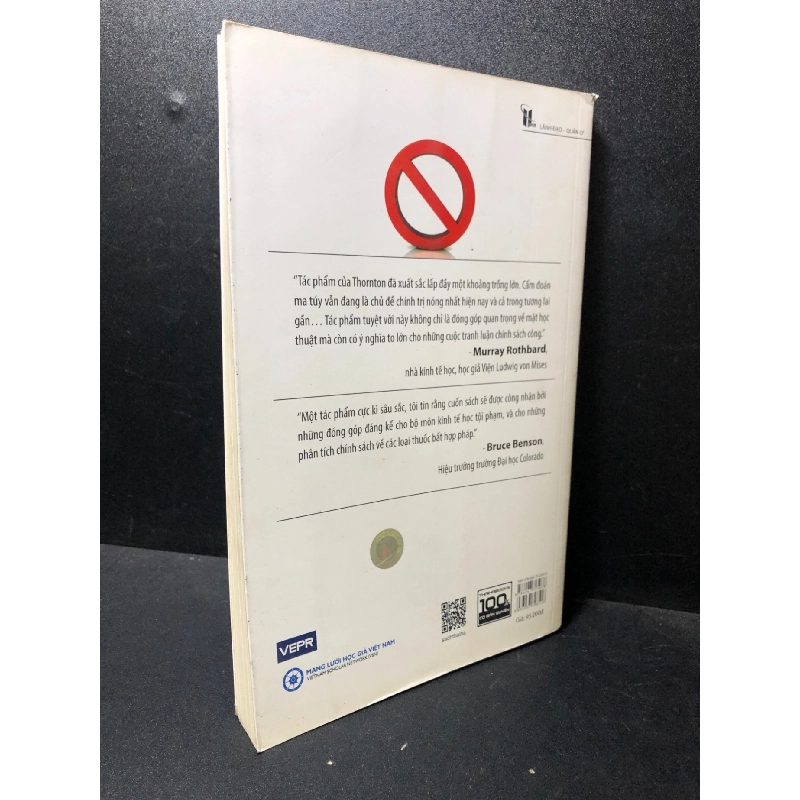 LÃNH ĐẠO - QUẢN LÝ
"Tác phẩm của Thornton đã xuất sắc lấp đầy một khoảng trống lớn. Cấm đoán
ma túy vẫn đang là chủ đề chính trị nóng nhất hiện nay và cả trong tương lai
gần... Tác phẩm tuyệt vời này không chỉ là đóng góp quan trọng về mặt học
thuật mà còn có ý nghĩa to lớn cho những cuộc tranh luận chính sách công."
- Murray Rothbard,
nhà kinh tế học, học giả Viện Ludwig von Mises
"Một tác phẩm cực kì sâu sắc, tôi tin rằng cuốn sách sẽ được công nhận bởi
những đóng góp đáng kể cho bộ môn kinh tế học tội phạm, và cho những
phân tích chính sách về các loại thuốc bất hợp pháp."
- Bruce Benson,
Hiệu trưởng trường Đại học Colorado
VEPR
MẠNG LƯỚI HỌC GIẢ VIỆT NAM
VIETNAM SCHOLAR NETWORK (VSN)
100